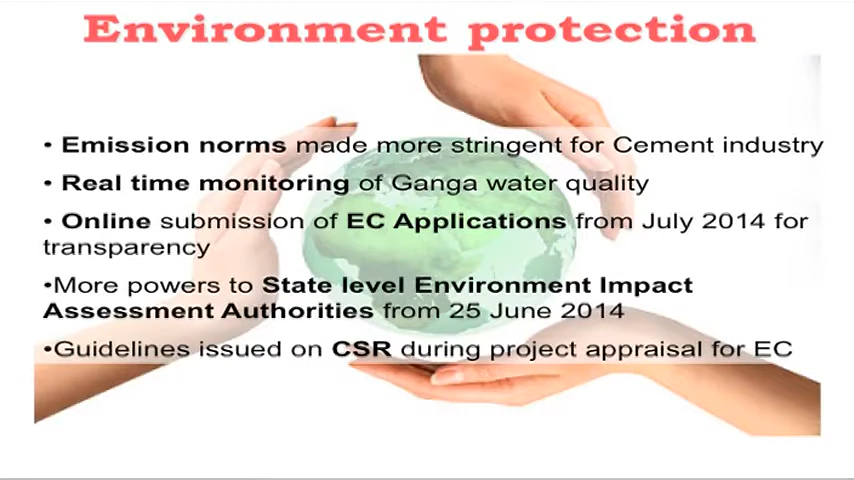 Environment protection
• Emission norms made more stringent for Cement industry
• Real time monitoring of Ganga water quality
• Online submission of EC Applications from July 2014 for
transparency
•More powers to State level Environment Impact
Assessment Authorities from 25 June 2014
•Guidelines issued on CSR during project appraisal for EC